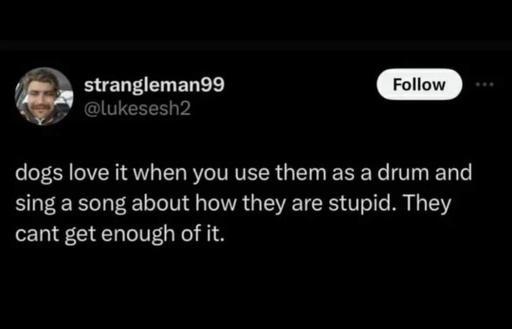 strangleman99
@lukesesh2
Follow
dogs love it when you use them as a drum and
sing a song about how they are stupid. They
cant get enough of it.